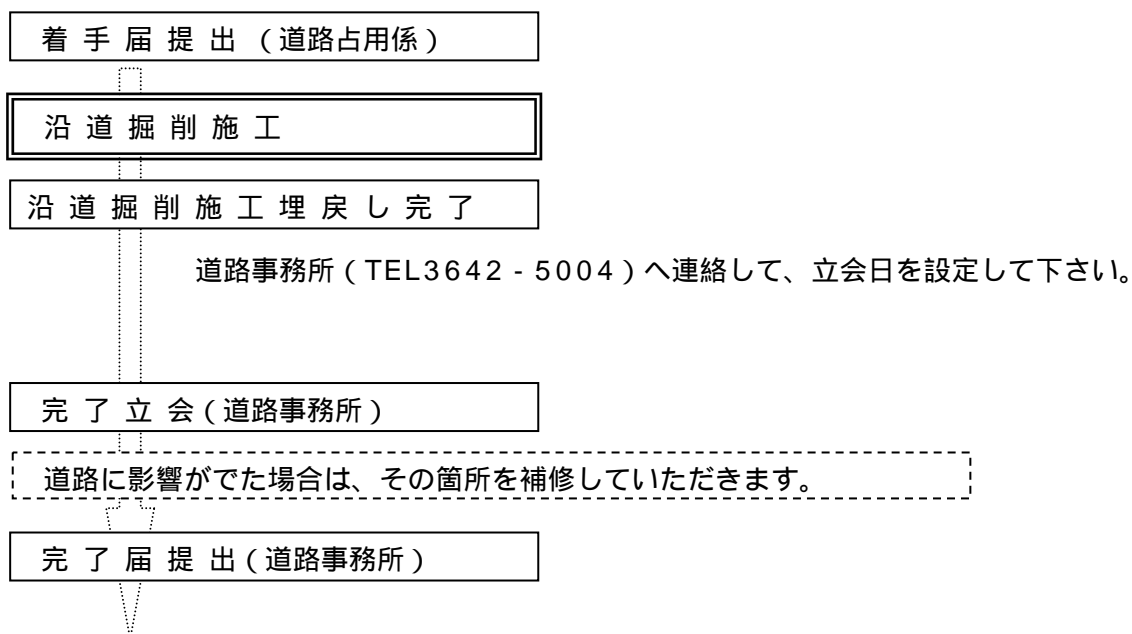 着 手 届 提 出 （道路占用係）
沿 道 掘 削 施 工
沿 道 掘 削 施 工 埋 戻 し 完 了
道路事務所（TEL3642‐5004）へ連絡して、立会日を設定して下さい。
完 了 立 会（道路事務所）
道路に影響がでた場合は、その箇所を補修していただきます。
完 了 届 提 出（道路事務所）